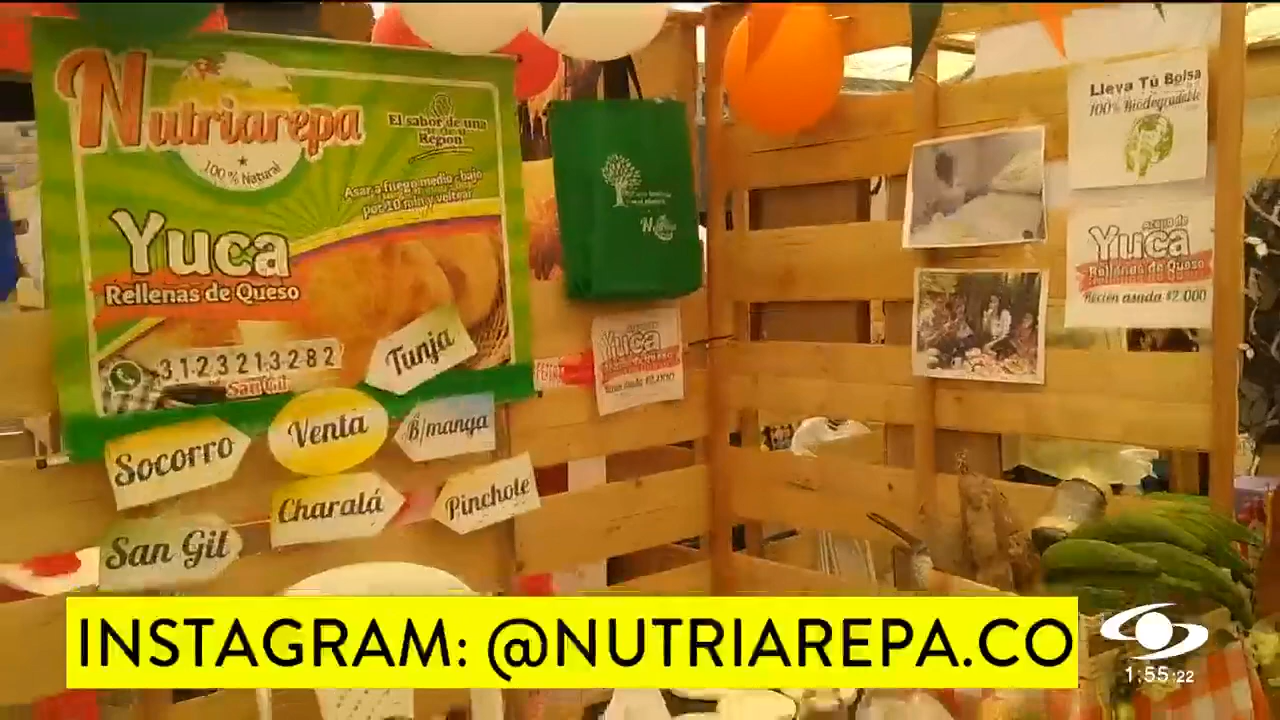 Nutriarepa
100% Natural
El sabor de una
Región
Asar a fuego medio-bajo
por 10 min y voltear
Yuca
Rellenas de Queso
3123213282
San Gil
Tunja
Socorro
Venta
B/manga
Charalá
Pinchote
San Gil
Yuca
Lleva Tú Bolsa
100% Biodegradable
Yuca
Rellenas de Queso
Recién asada $2.000
INSTAGRAM: @NUTRIAREPA.CO
1:55:22